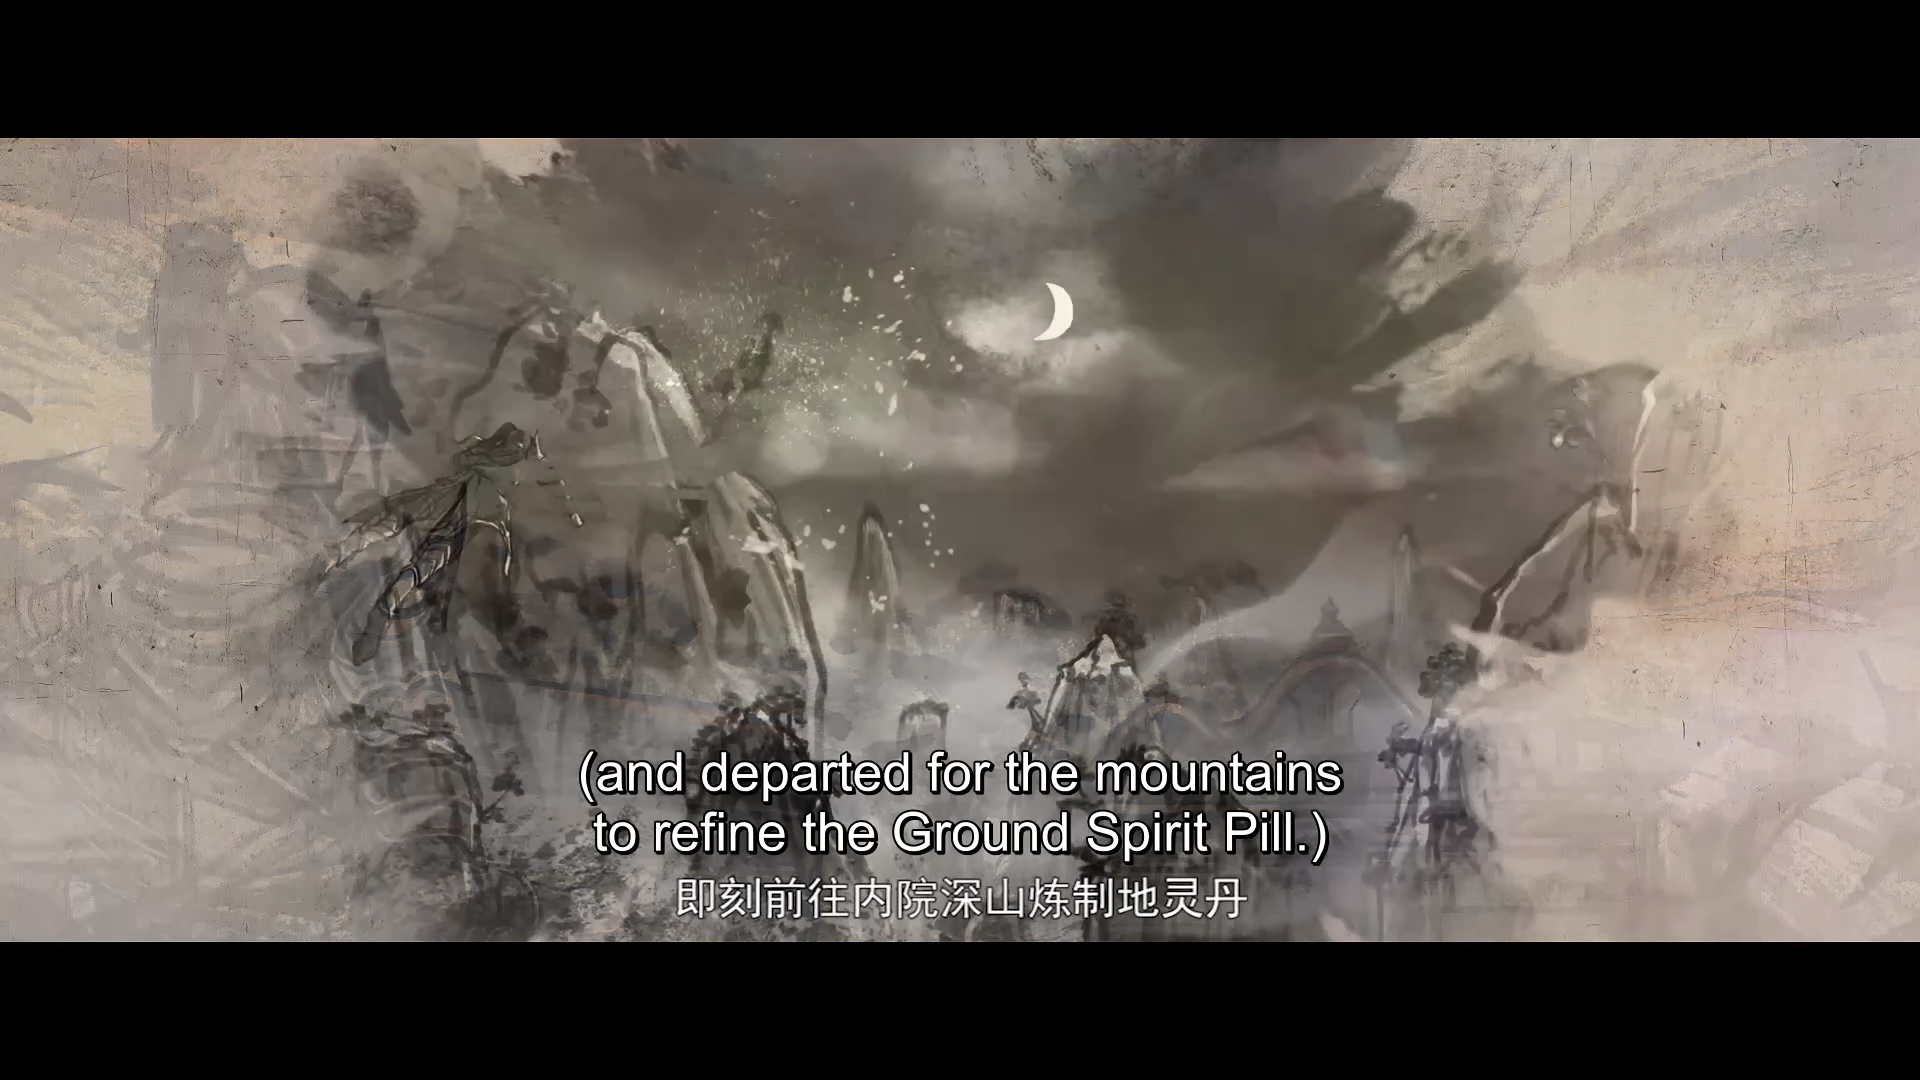 (and departed for the mountains
to refine the Ground Spirit Pill.)
即刻前往内院深山炼制地灵丹